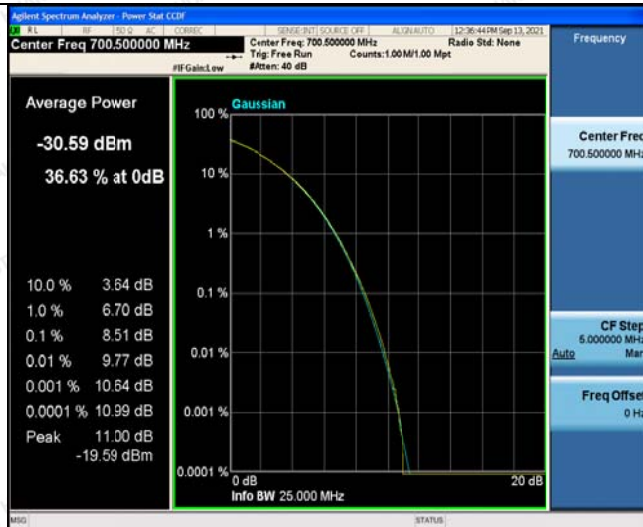 Agilent Spectrum Analyzer - Power Stat CCDF
RL RF 50 Ω AC CORREC SENSE:INT SOURCE OFF ALIGNAUTO 12:36:44 PM Sep 13, 2021
Center Freq 700.500000 MHz
Center Freq: 700.500000 MHz
Radio Std: None
Trig: Free Run
Counts:1.00 M/1.00 Mpt
#IFGain:Low
#Atten: 40 dB
Average Power
-30.59 dBm
36.63 % at 0dB
10.0 % 3.64 dB
1.0 % 6.70 dB
0.1 % 8.51 dB
0.01 % 9.77 dB
0.001 % 10.64 dB
0.0001 % 10.99 dB
Peak 11.00 dB
-19.59 dBm
Gaussian
100 %
10 %
1 %
0.1 %
0.01 %
0.001 %
0.0001 %
0 dB
20 dB
Info BW 25.000 MHz
Frequency
Center Freq
700.500000 MHz
CF Step
5.000000 MHz
Auto Man
Freq Offset
0 Hz
MSG
STATUS